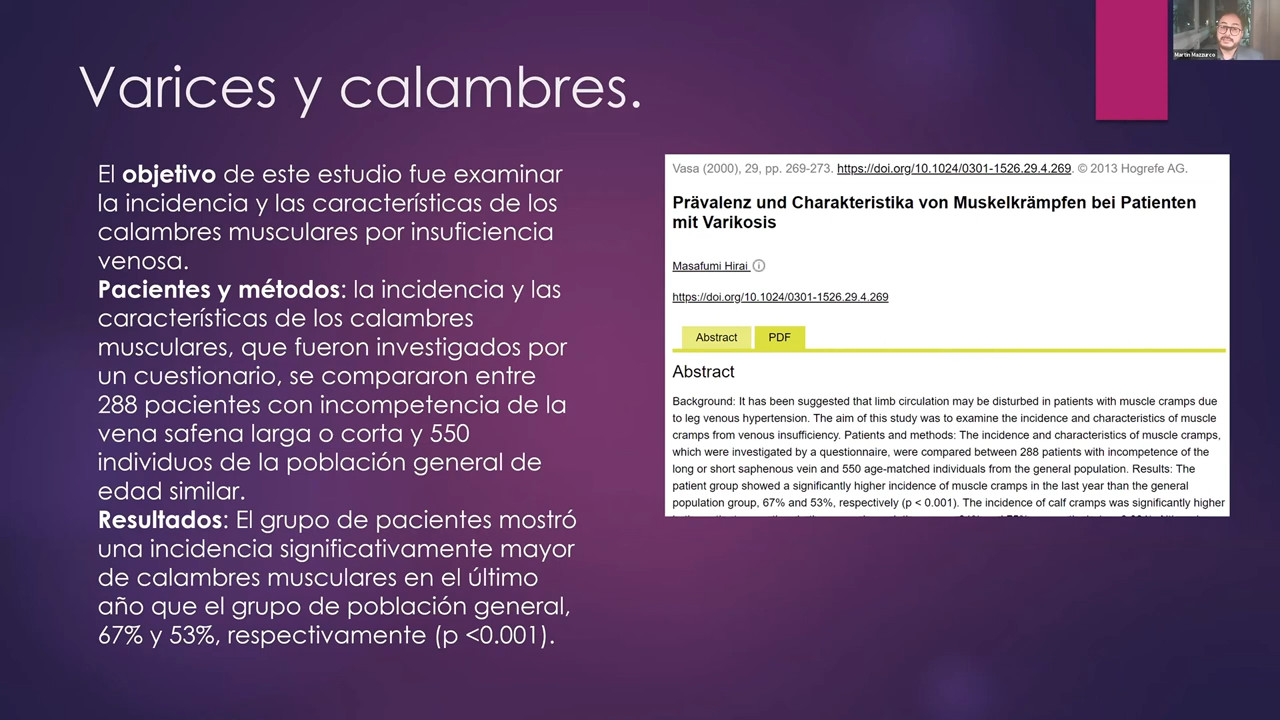 Varices y calambres.
El objetivo de este estudio fue examinar
la incidencia y las características de los
calambres musculares por insuficiencia
venosa.
Pacientes y métodos: la incidencia y las
características de los calambres
musculares, que fueron investigados por
un cuestionario, se compararon entre
288 pacientes con incompetencia de la
vena safena larga o corta y 550
individuos de la población general de
edad similar.
Resultados: El grupo de pacientes mostró
una incidencia significativamente mayor
de calambres musculares en el último
año que el grupo de población general,
67% y 53%, respectivamente (p <0.001).
Vasa (2000), 29, pp. 269-273. https://doi.org/10.1024/0301-1526.29.4.269. © 2013 Hogrefe AG.
Prävalenz und Charakteristika von Muskelkrämpfen bei Patienten
mit Varikosis
Masafumi Hirai
https://doi.org/10.1024/0301-1526.29.4.269
Abstract PDF
Abstract
Background: It has been suggested that limb circulation may be disturbed in patients with muscle cramps due
to leg venous hypertension. The aim of this study was to examine the incidence and characteristics of muscle
cramps from venous insufficiency. Patients and methods: The incidence and characteristics of muscle cramps,
which were investigated by a questionnaire, were compared between 288 patients with incompetence of the
long or short saphenous vein and 550 age-matched individuals from the general population. Results: The
patient group showed a significantly higher incidence of muscle cramps in the last year than the general
population group, 67% and 53%, respectively (p < 0.001). The incidence of calf cramps was significantly higher
Martin Mazzurco